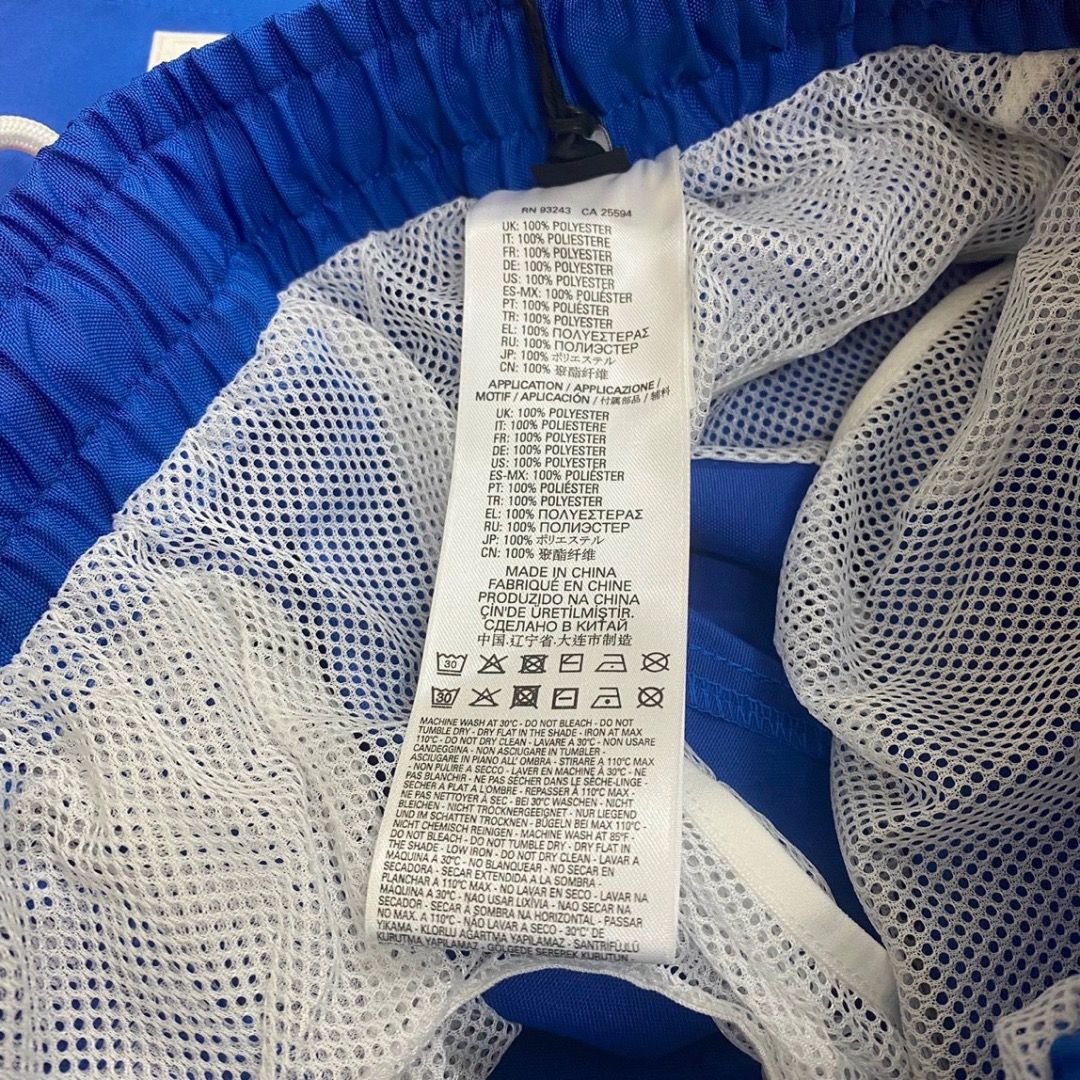 RN 93243 CA 25594
UK: 100% POLYESTER
IT: 100% POLIESTERE
FR: 100% POLYESTER
DE: 100% POLYESTER
US: 100% POLYESTER
ES-MX: 100% POLIÉSTER
PT: 100% POLIÉSTER
TR: 100% POLYESTER
EL: 100% ΠΟΛΥΕΣΤΕΡΑΣ
RU: 100% ПОЛИЭСТЕР
JP: 100% ポリエステル
CN: 100% 聚酯纤维
APPLICATION / APPLICAZIONE /
MOTIF / APLICACIÓN / 付属部品 / 辅料
UK: 100% POLYESTER
IT: 100% POLIESTERE
FR: 100% POLYESTER
DE: 100% POLYESTER
US: 100% POLYESTER
ES-MX: 100% POLIÉSTER
PT: 100% POLIÉSTER
TR: 100% POLYESTER
EL: 100% ΠΟΛΥΕΣΤΕΡΑΣ
RU: 100% ПОЛИЭСТЕР
JP: 100% ポリエステル
CN: 100% 聚酯纤维
MADE IN CHINA
FABRIQUÉ EN CHINE
PRODUZIDO NA CHINA
ÇİN'DE ÜRETİLMİŞTİR.
СДЕЛАНО В КИТАЙ
中国.辽宁省.大连市制造
30
30
MACHINE WASH AT 30°C - DO NOT BLEACH - DO NOT
TUMBLE DRY - DRY FLAT IN THE SHADE - IRON AT MAX
110°C - DO NOT DRY CLEAN - LAVARE A 30°C - NON USARE
CANDEGGINA - NON ASCIUGARE IN TUMBLER -
ASCIUGARE IN PIANO ALL'OMBRA - STIRARE A 110°C MAX
- NON PULIRE A SECCO - LAVER EN MACHINE À 30°C - NE
PAS BLANCHIR - NE PAS SÉCHER DANS LE SÈCHE-LINGE -
SÉCHER A PLAT A L'OMBRE - REPASSER À 110°C MAX -
NE PAS NETTOYER À SEC - BEI 30°C WASCHEN - NICHT
BLEICHEN - NICHT TROCKNERGEEIGNET - NUR LIEGEND
UND IM SCHATTEN TROCKNEN - BÜGELN BEI MAX 110°C -
NICHT CHEMISCH REINIGEN - MACHINE WASH AT 85°F -
DO NOT BLEACH - DO NOT TUMBLE DRY - DRY FLAT IN
THE SHADE - LOW IRON - DO NOT DRY CLEAN - LAVAR A
MÁQUINA A 30°C - NO BLANQUEAR - NO SECAR EN
SECADORA - SECAR EXTENDIDA A LA SOMBRA -
PLANCHAR A 110°C MAX - NO LAVAR EN SECO - LAVAR NA
MÁQUINA A 30°C - NÃO USAR LIXÍVIA - NÃO SECAR NA
SECADOR - SECAR À SOMBRA NA HORIZONTAL - PASSAR
NO MAX. A 110°C - NÃO LAVAR A SECO - 30°C' DE
YIKAMA - KLORLU AĞARTMA YAPILAMAZ - SANTRİFÜJLÜ
KURUTMA YAPILAMAZ - GÖLGEDE SEREREK KURUTUN